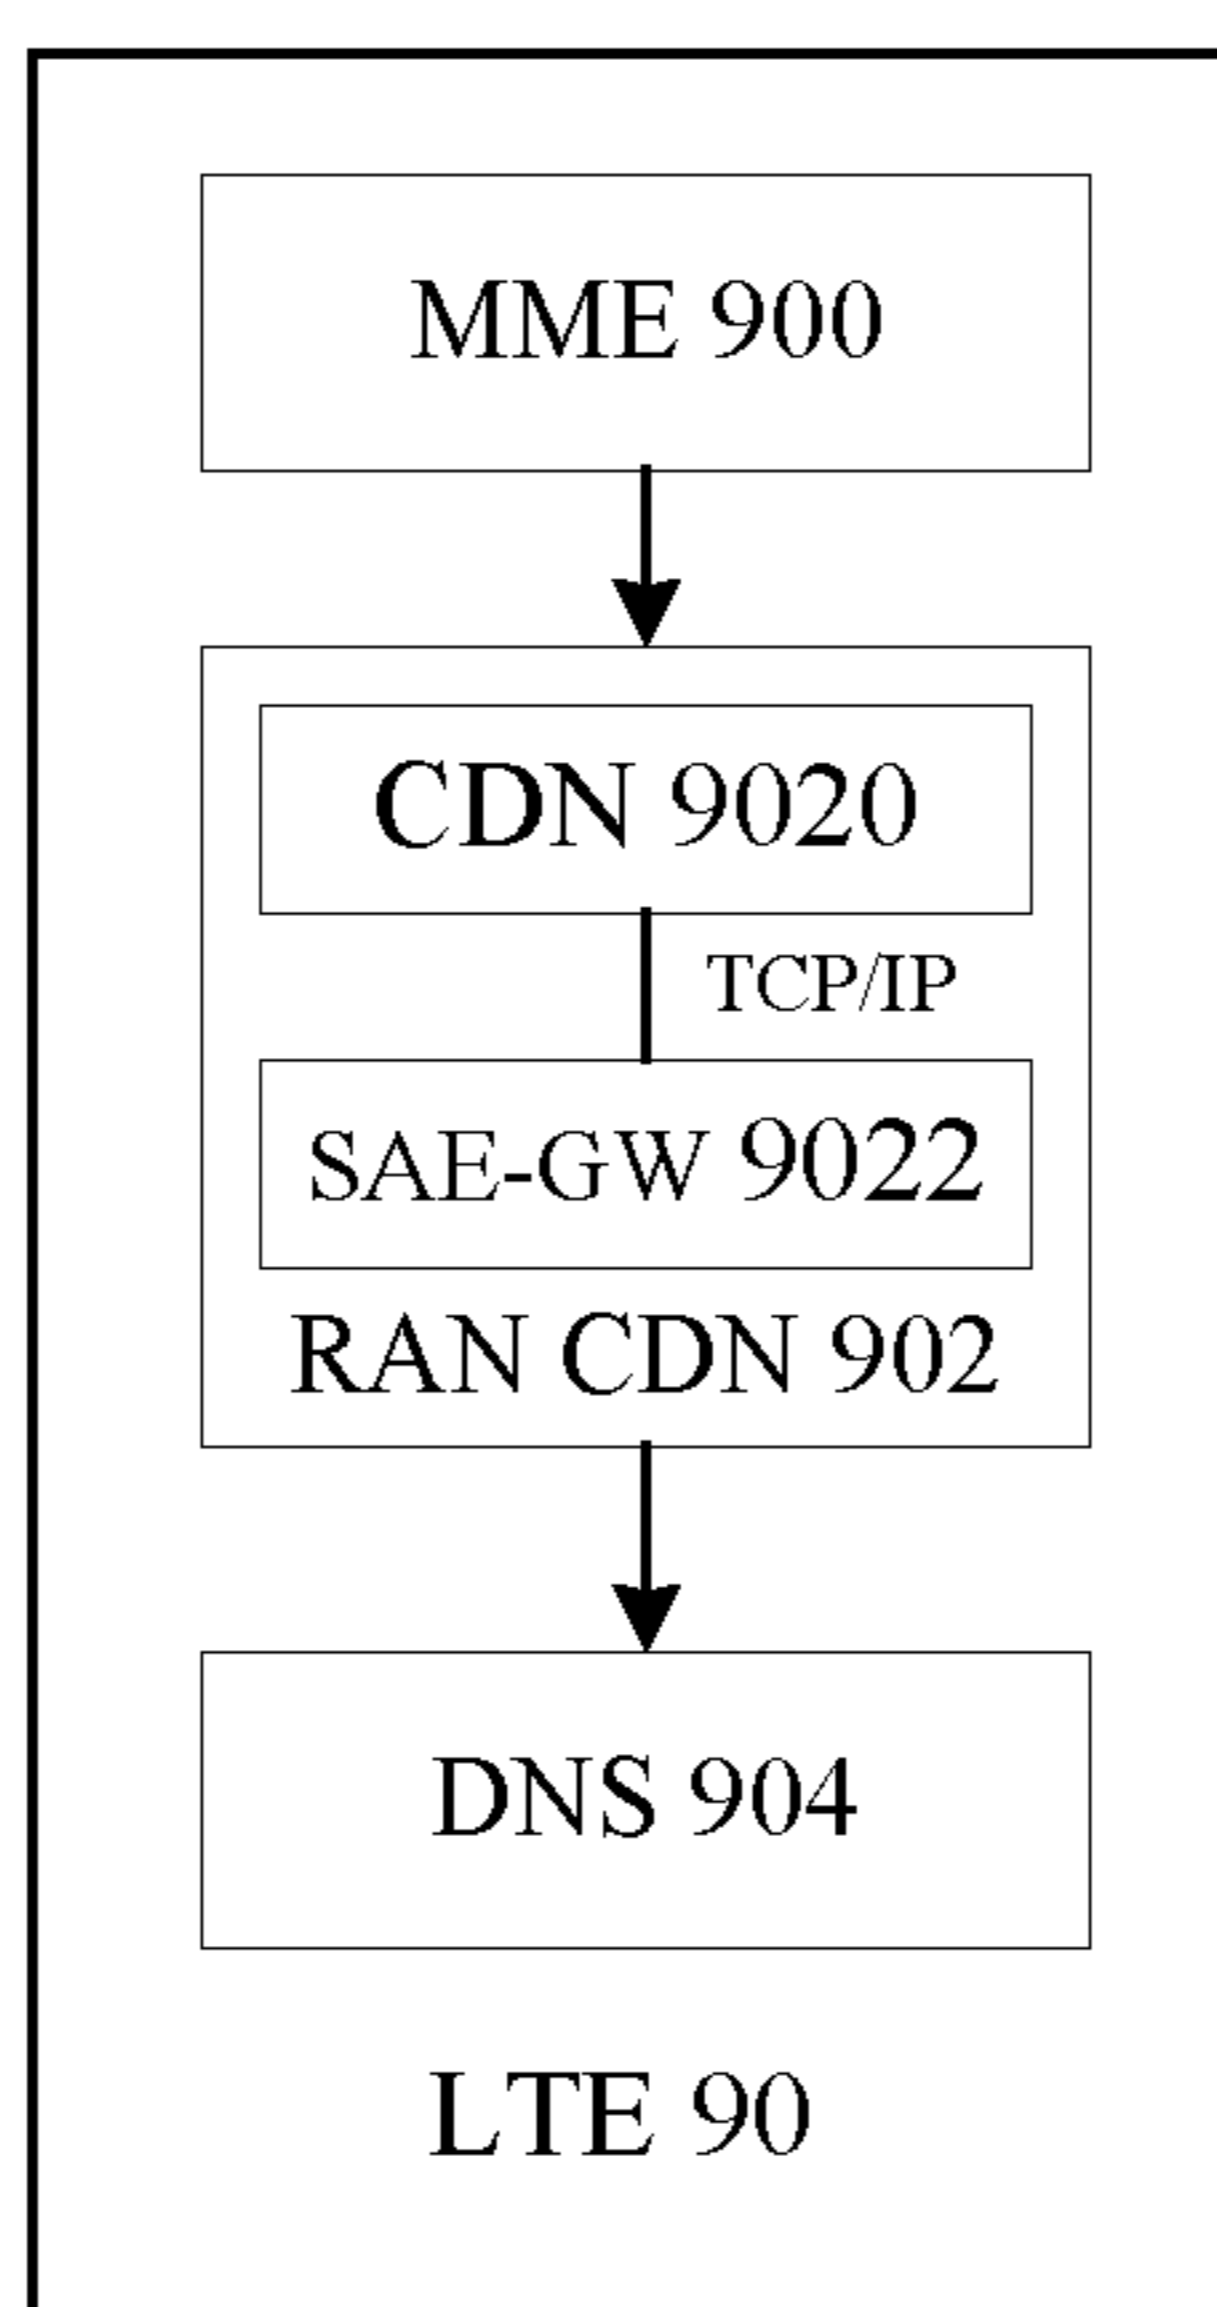 MME 900
CDN 9020
TCP/IP
SAE-GW 9022
RAN CDN 902
DNS 904
LTE 90